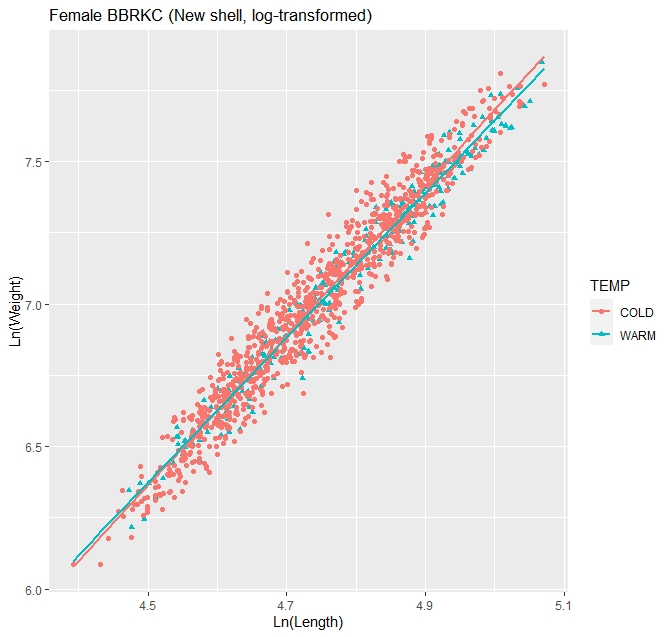 Female BBRKC (New shell, log-transformed)
7.5
7.0
6.5
6.0
Ln(Weight)
4.5
4.7
4.9
5.1
Ln(Length)
TEMP
COLD
WARM